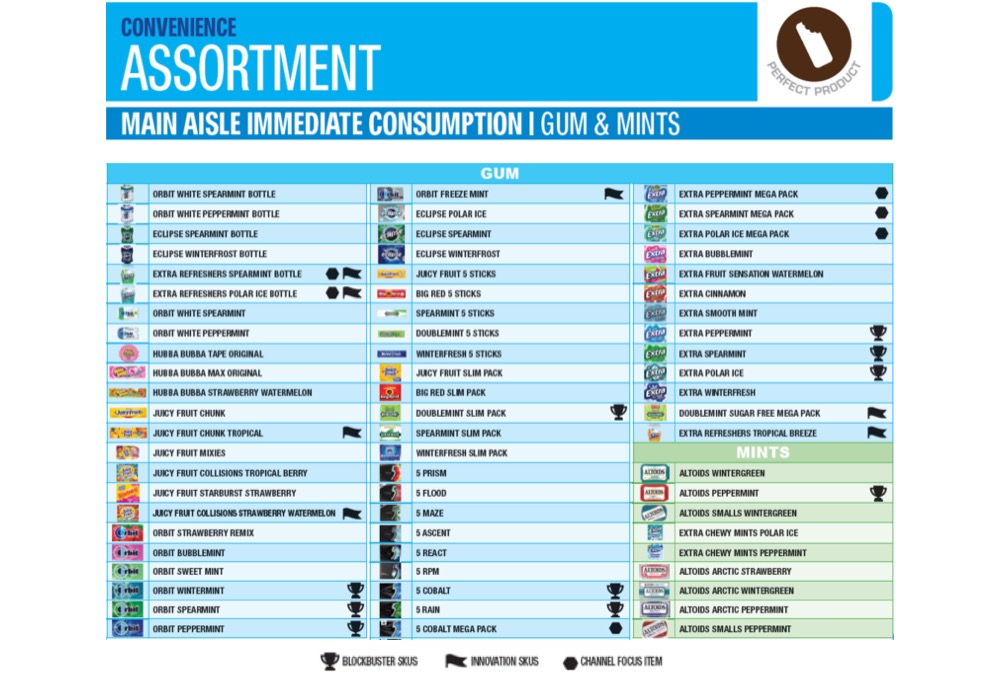 CONVENIENCE
ASSORTMENT
PERFECT PRODUCT
MAIN AISLE IMMEDIATE CONSUMPTION | GUM & MINTS
GUM
ORBIT WHITE SPEARMINT BOTTLE
ORBIT WHITE PEPPERMINT BOTTLE
ECLIPSE SPEARMINT BOTTLE
ECLIPSE WINTERFROST BOTTLE
EXTRA REFRESHERS SPEARMINT BOTTLE
EXTRA REFRESHERS POLAR ICE BOTTLE
ORBIT WHITE SPEARMINT
ORBIT WHITE PEPPERMINT
HUBBA BUBBA TAPE ORIGINAL
HUBBA BUBBA MAX ORIGINAL
HUBBA BUBBA STRAWBERRY WATERMELON
JUICY FRUIT CHUNK
JUICY FRUIT CHUNK TROPICAL
JUICY FRUIT MIXIES
JUICY FRUIT COLLISIONS TROPICAL BERRY
JUICY FRUIT STARBURST STRAWBERRY
JUICY FRUIT COLLISIONS STRAWBERRY WATERMELON
ORBIT STRAWBERRY REMIX
ORBIT BUBBLEMINT
ORBIT SWEET MINT
ORBIT WINTERMINT
ORBIT SPEARMINT
ORBIT PEPPERMINT
ORBIT FREEZE MINT
ECLIPSE POLAR ICE
ECLIPSE SPEARMINT
ECLIPSE WINTERFROST
JUICY FRUIT 5 STICKS
BIG RED 5 STICKS
SPEARMINT 5 STICKS
DOUBLEMINT 5 STICKS
WINTERFRESH 5 STICKS
JUICY FRUIT SLIM PACK
BIG RED SLIM PACK
DOUBLEMINT SLIM PACK
SPEARMINT SLIM PACK
WINTERFRESH SLIM PACK
5 PRISM
5 FLOOD
5 MAZE
5 ASCENT
5 REACT
5 RPM
5 COBALT
5 RAIN
5 COBALT MEGA PACK
EXTRA PEPPERMINT MEGA PACK
EXTRA SPEARMINT MEGA PACK
EXTRA POLAR ICE MEGA PACK
EXTRA BUBBLEMINT
EXTRA FRUIT SENSATION WATERMELON
EXTRA CINNAMON
EXTRA SMOOTH MINT
EXTRA PEPPERMINT
EXTRA SPEARMINT
EXTRA POLAR ICE
EXTRA WINTERFRESH
DOUBLEMINT SUGAR FREE MEGA PACK
EXTRA REFRESHERS TROPICAL BREEZE
MINTS
ALTOIDS WINTERGREEN
ALTOIDS PEPPERMINT
ALTOIDS SMALLS WINTERGREEN
EXTRA CHEWY MINTS POLAR ICE
EXTRA CHEWY MINTS PEPPERMINT
ALTOIDS ARCTIC STRAWBERRY
ALTOIDS ARCTIC WINTERGREEN
ALTOIDS ARCTIC PEPPERMINT
ALTOIDS SMALLS PEPPERMINT
BLOCKBUSTER SKUS
INNOVATION SKUS
CHANNEL FOCUS ITEM